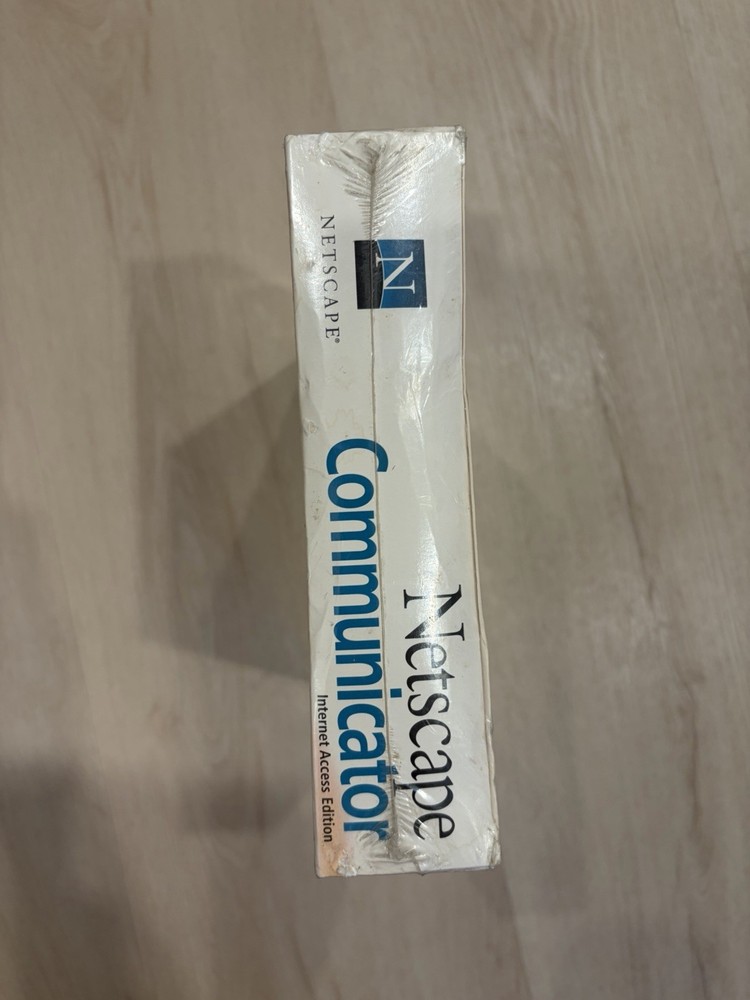 N
NETSCAPE®
Netscape
Communicator
Internet Access Edition